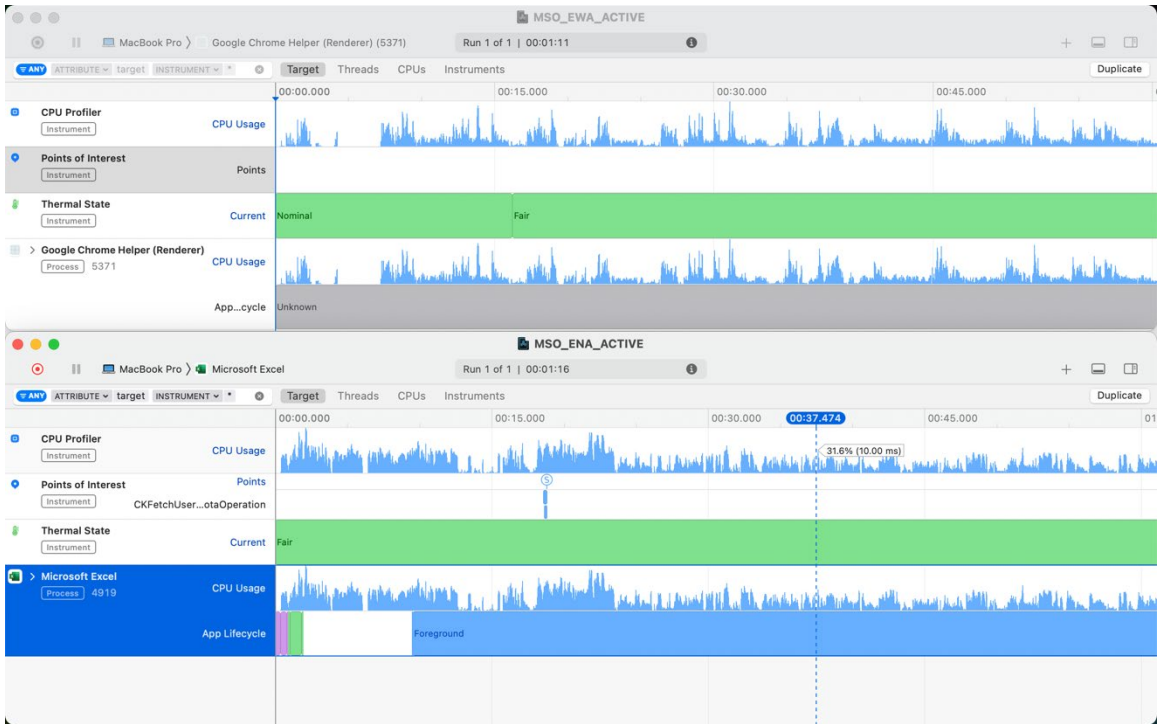 MSO_EWA_ACTIVE
MacBook Pro 〉 Google Chrome Helper (Renderer) (5371) Run 1 of 1 | 00:01:11
ANY ATTRIBUTE target INSTRUMENT * Target Threads CPUs Instruments Duplicate
00:00.000 00:15.000 00:30.000 00:45.000
CPU Profiler
Instrument
CPU Usage
Points of Interest
Instrument
Points
Thermal State
Instrument
Current
Nominal Fair
Google Chrome Helper (Renderer)
Process 5371
CPU Usage
App...cycle Unknown
MSO_ENA_ACTIVE
MacBook Pro 〉 Microsoft Excel Run 1 of 1 | 00:01:16
ANY ATTRIBUTE target INSTRUMENT * Target Threads CPUs Instruments Duplicate
00:00.000 00:15.000 00:30.000 00:37.474 00:45.000 01
CPU Profiler
Instrument
CPU Usage
31.6% (10.00 ms)
Points of Interest
Instrument
Points
S
CKFetchUser...otaOperation
Thermal State
Instrument
Current
Fair
Microsoft Excel
Process 4919
CPU Usage
App Lifecycle
Foreground